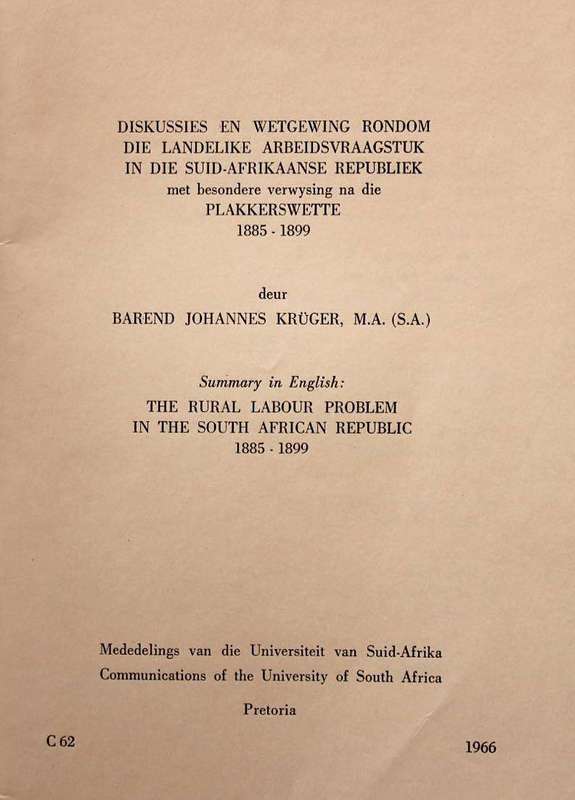 DISKUSSIES EN WETGEWING RONDOM
DIE LANDELIKE ARBEIDSVRAAGSTUK
IN DIE SUID-AFRIKAANSE REPUBLIEK
met besondere verwysing na die
PLAKKERSWETTE
1885 - 1899
deur
BAREND JOHANNES KRÜGER, M.A. (S.A.)
Summary in English:
THE RURAL LABOUR PROBLEM
IN THE SOUTH AFRICAN REPUBLIC
1885 - 1899
Mededelings van die Universiteit van Suid-Afrika
Communications of the University of South Africa
Pretoria
C 62
1966